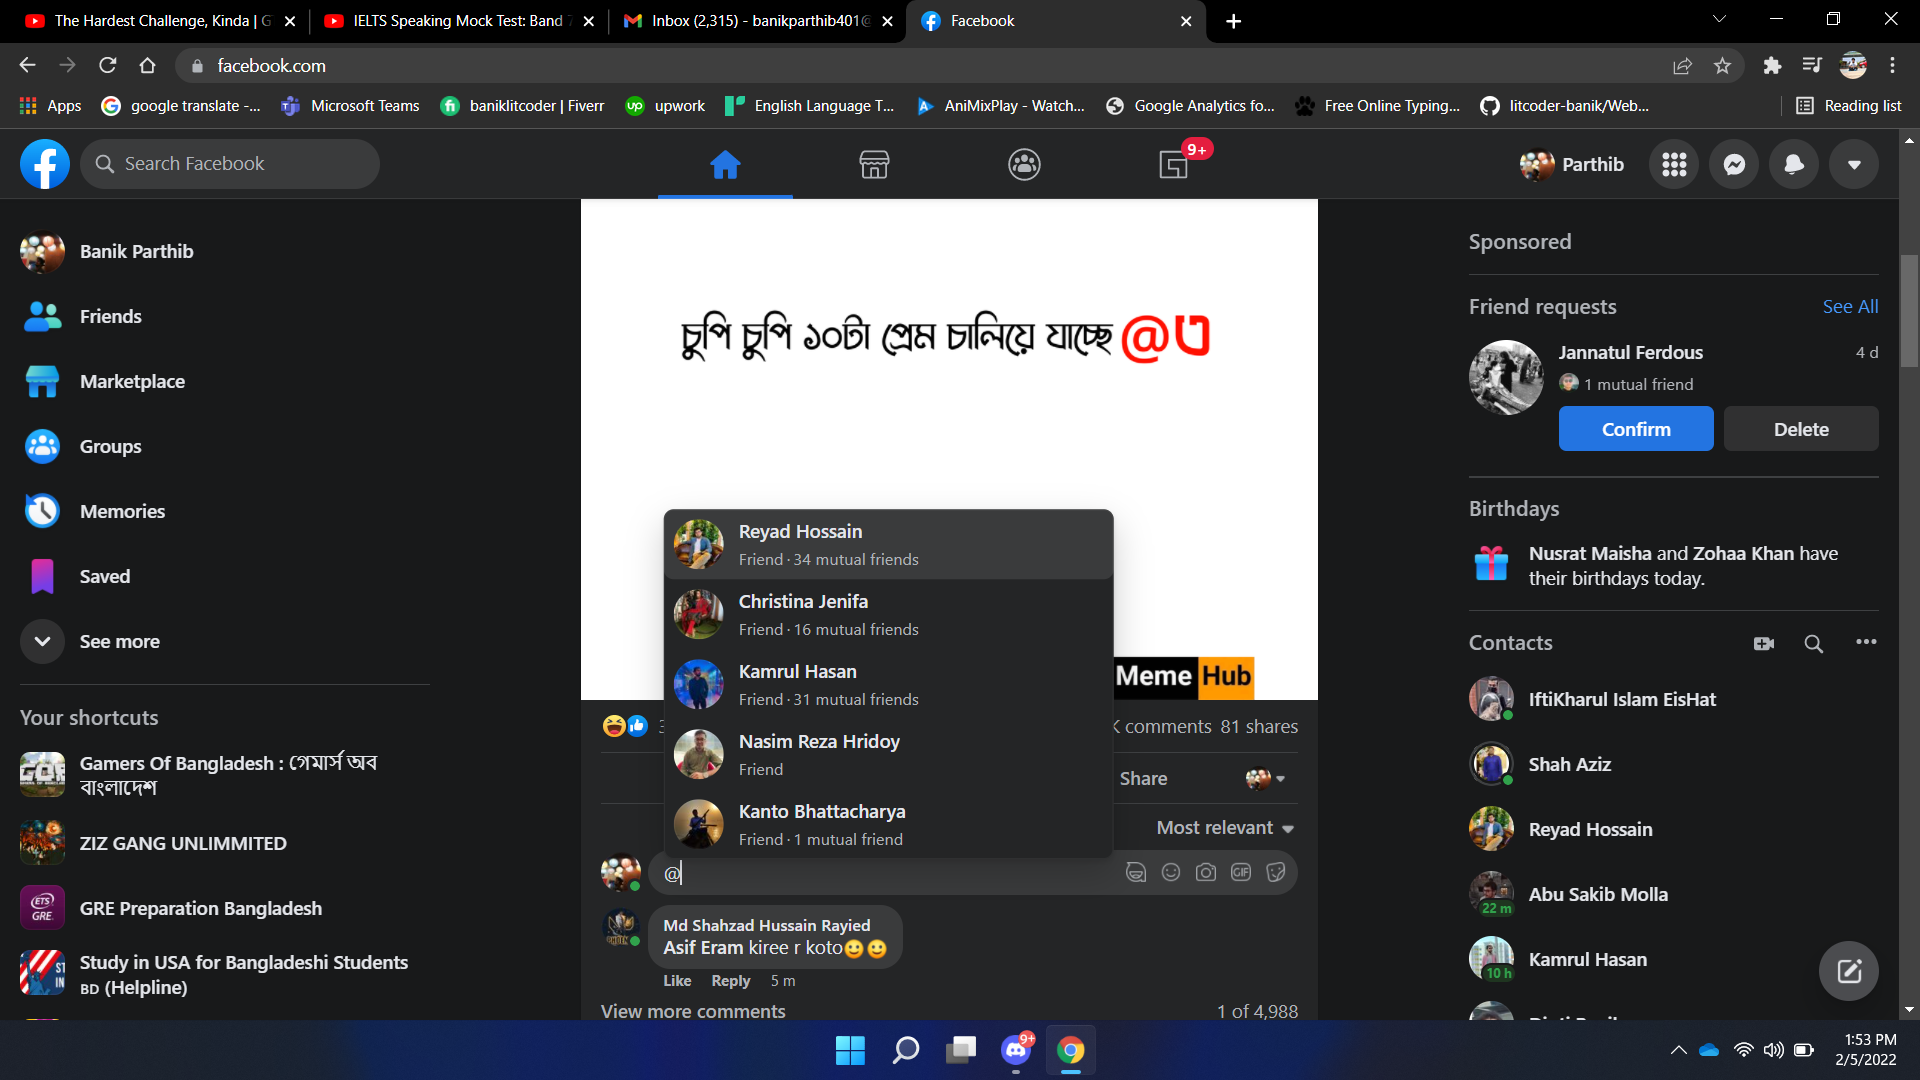 The Hardest Challenge, Kinda | G
IELTS Speaking Mock Test: Band 7
Inbox (2,315) - banikparthib401@
Facebook
facebook.com
Apps
google translate -...
Microsoft Teams
baniklitcoder | Fiverr
upwork
English Language T...
AniMixPlay - Watch...
Google Analytics fo...
Free Online Typing...
litcoder-banik/Web...
Reading list
Search Facebook
9+
Parthib
Banik Parthib
Friends
Marketplace
Groups
Memories
Saved
See more
Your shortcuts
Gamers Of Bangladesh : গেমার্স অব
বাংলাদেশ
ZIZ GANG UNLIMMITED
ETS
GRE.
GRE Preparation Bangladesh
Study in USA for Bangladeshi Students
BD (Helpline)
চুপি চুপি ১০টা প্রেম চালিয়ে যাচ্ছে @ত
Reyad Hossain
Friend · 34 mutual friends
Christina Jenifa
Friend · 16 mutual friends
Kamrul Hasan
Friend · 31 mutual friends
Nasim Reza Hridoy
Friend
Kanto Bhattacharya
Friend · 1 mutual friend
Meme Hub
K comments 81 shares
Share
Most relevant
@
GIF
Md Shahzad Hussain Rayied
Asif Eram kiree r koto🙂🙂
Like Reply 5 m
View more comments
1 of 4,988
Sponsored
Friend requests
See All
Jannatul Ferdous
4 d
1 mutual friend
Confirm
Delete
Birthdays
Nusrat Maisha and Zohaa Khan have
their birthdays today.
Contacts
IftiKharul Islam EisHat
Shah Aziz
Reyad Hossain
Abu Sakib Molla
22 m
Kamrul Hasan
10 h
9+
1:53 PM
2/5/2022